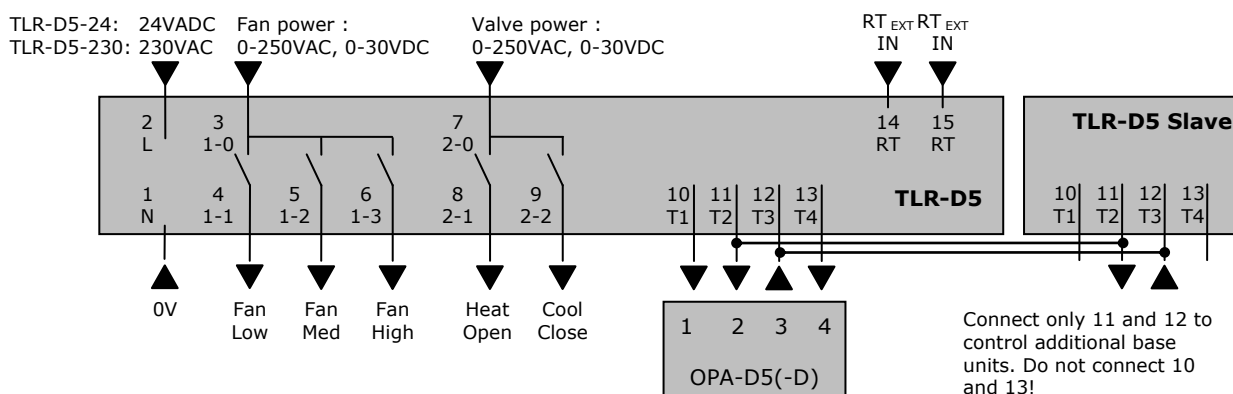 TLR-D5-24: 24VADC Fan power : Valve power : RT EXT RT EXT
TLR-D5-230: 230VAC 0-250VAC, 0-30VDC 0-250VAC, 0-30VDC IN IN
2 3 7 14 15 TLR-D5 Slave
L 1-0 2-0 RT RT
1 4 5 6 8 9 10 11 12 13 TLR-D5 10 11 12 13
N 1-1 1-2 1-3 2-1 2-2 T1 T2 T3 T4 T1 T2 T3 T4
0V Fan Fan Fan Heat Cool
Low Med High Open Close
1 2 3 4
OPA-D5(-D)
Connect only 11 and 12 to
control additional base
units. Do not connect 10
and 13!